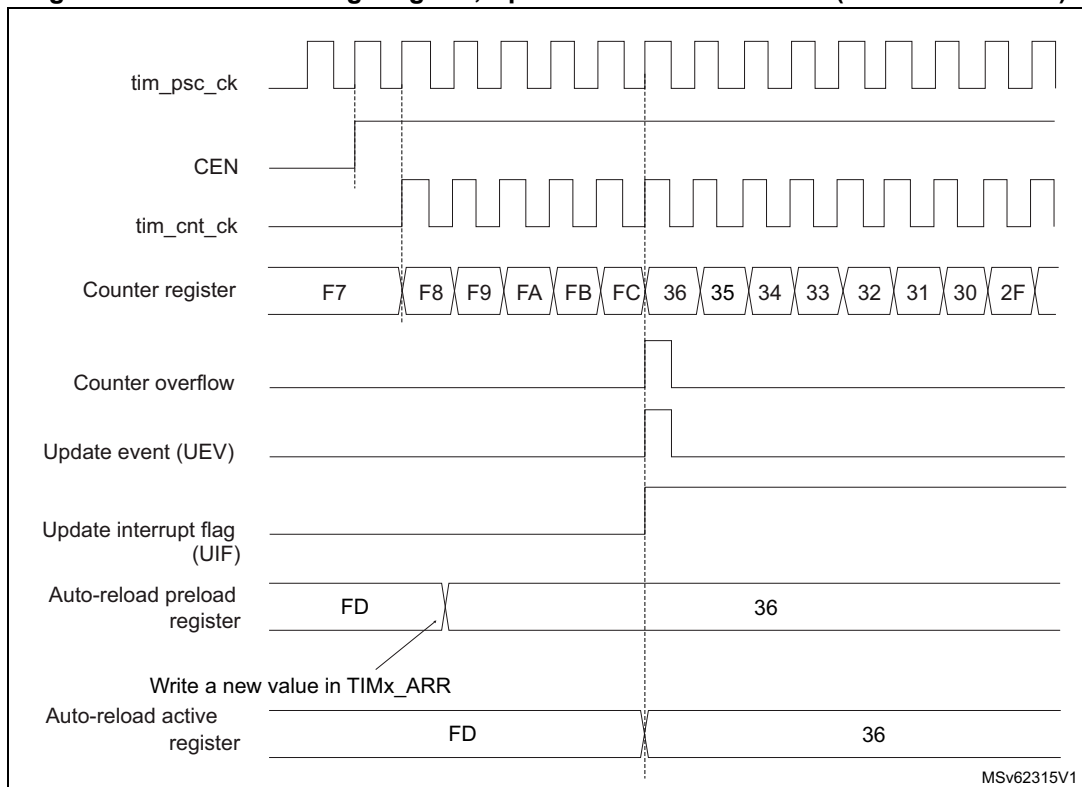 tim_psc_ck
CEN
tim_cnt_ck
Counter register F7 F8 F9 FA FB FC 36 35 34 33 32 31 30 2F
Counter overflow
Update event (UEV)
Update interrupt flag
(UIF)
Auto-reload preload
register
FD 36
Write a new value in TIMx_ARR
Auto-reload active
register
FD 36
MSv62315V1